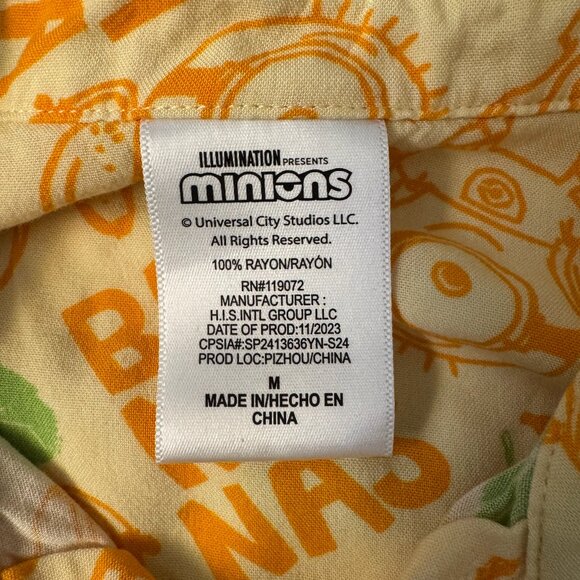 ILLUMINATION PRESENTS
minions
© Universal City Studios LLC.
All Rights Reserved.
100% RAYON/RAYÓN
RN#119072
MANUFACTURER :
H.I.S.INTL GROUP LLC
DATE OF PROD:11/2023
CPSIA#:SP2413636YN-S24
PROD LOC:PIZHOU/CHINA
M
MADE IN/HECHO EN
CHINA
NAS